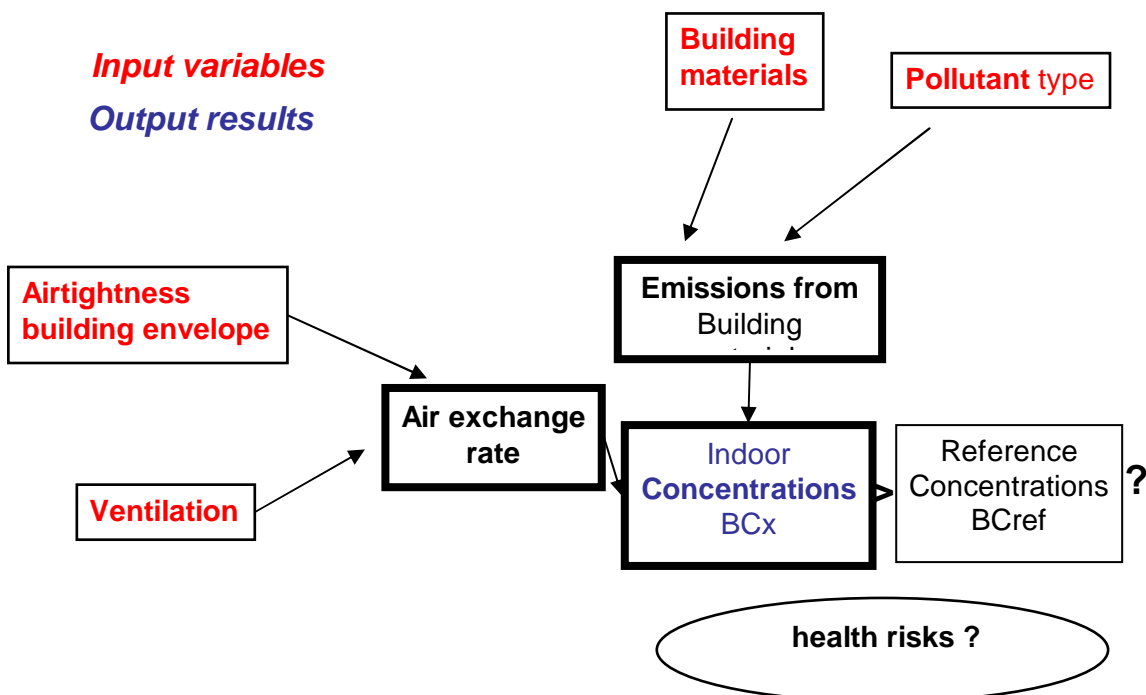 Input variables
Output results
Building
materials
Pollutant type
Airtightness
building envelope
Emissions from
Building
Air exchange
rate
Ventilation
Indoor
Concentrations
BCx
>
Reference
Concentrations
BCref
?
health risks ?